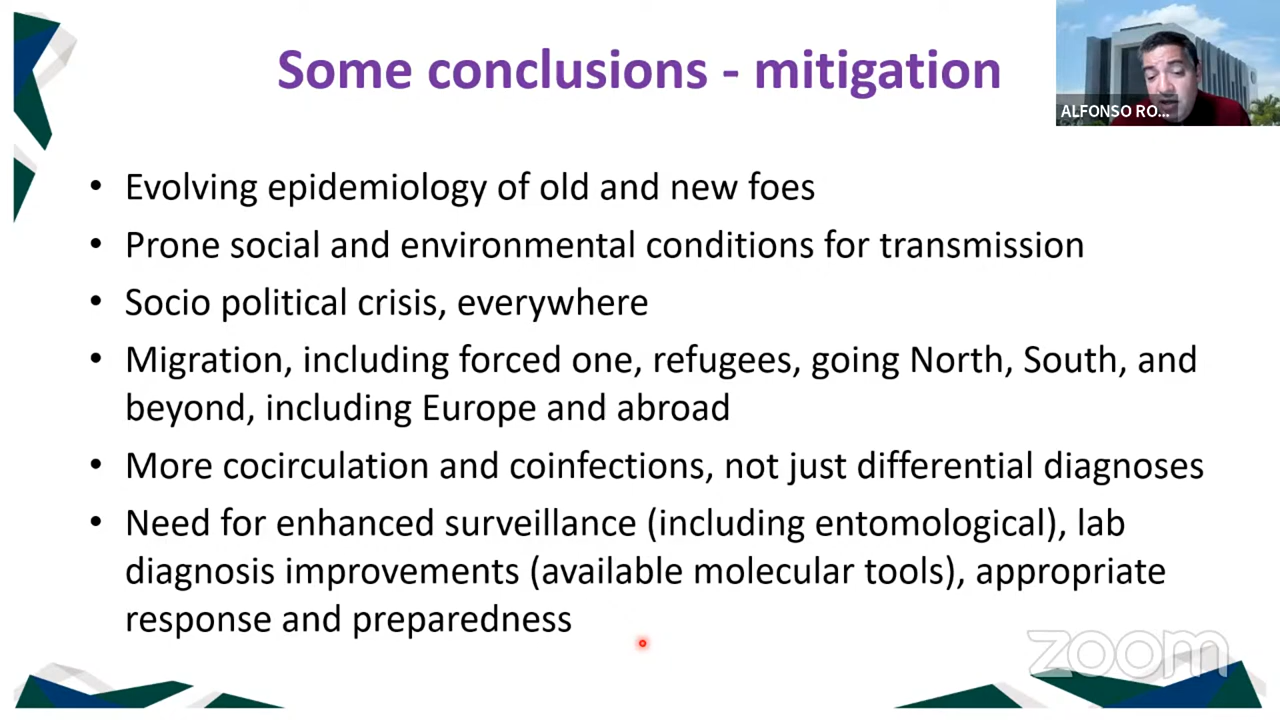 Some conclusions - mitigation
ALFONSO RO...
• Evolving epidemiology of old and new foes
• Prone social and environmental conditions for transmission
• Socio political crisis, everywhere
• Migration, including forced one, refugees, going North, South, and
beyond, including Europe and abroad
• More cocirculation and coinfections, not just differential diagnoses
• Need for enhanced surveillance (including entomological), lab
diagnosis improvements (available molecular tools), appropriate
response and preparedness
zoom